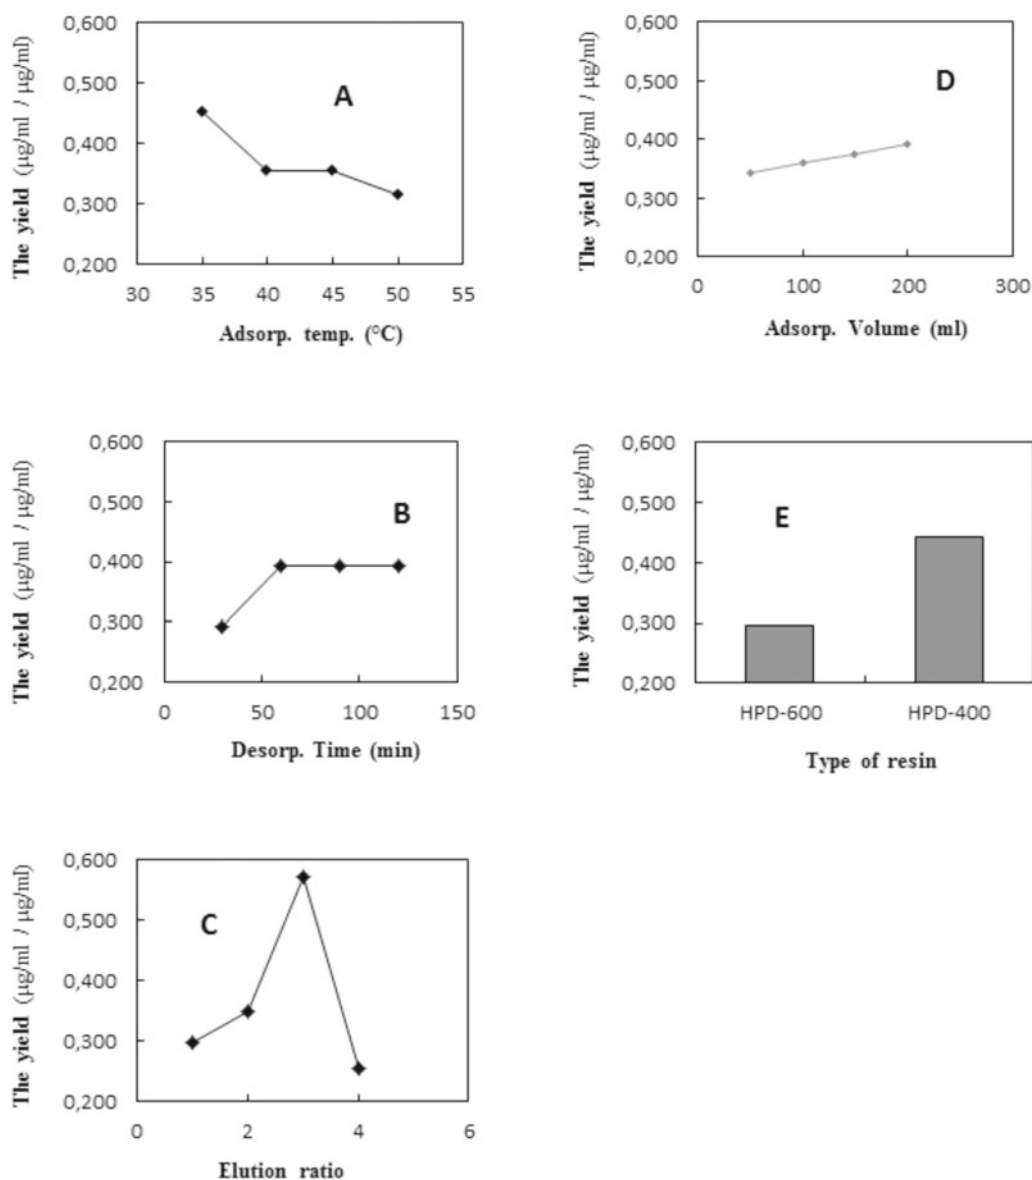 The yield (µg/ml / µg/ml)
0,600
0,500
0,400
0,300
0,200
A
30 35 40 45 50 55
Adsorp. temp. (°C)
The yield (µg/ml / µg/ml)
0,600
0,500
0,400
0,300
0,200
D
0 100 200 300
Adsorp. Volume (ml)
The yield (µg/ml / µg/ml)
0,600
0,500
0,400
0,300
0,200
B
0 50 100 150
Desorp. Time (min)
The yield (µg/ml / µg/ml)
0,600
0,500
0,400
0,300
0,200
E
HPD-600 HPD-400
Type of resin
The yield (µg/ml / µg/ml)
0,600
0,500
0,400
0,300
0,200
C
0 2 4 6
Elution ratio